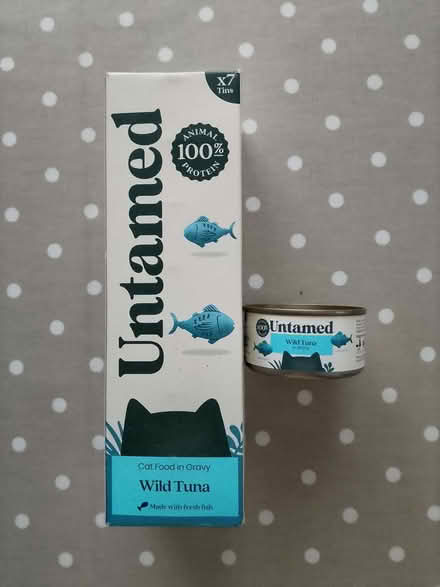 x7
Tins
ANIMAL
100%
PROTEIN
Untamed
Cat Food in Gravy
Wild Tuna
Made with fresh fish
100%
Untamed
Wild Tuna